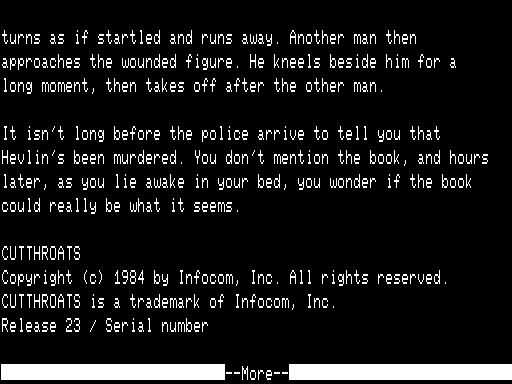 turns as if startled and runs away. Another man then
approaches the wounded figure. He kneels beside him for a
long moment, then takes off after the other man.
It isn't long before the police arrive to tell you that
Hevlin's been murdered. You don't mention the book, and hours
later, as you lie awake in your bed, you wonder if the book
could really be what it seems.
CUTTHROATS
Copyright (c) 1984 by Infocom, Inc. All rights reserved.
CUTTHROATS is a trademark of Infocom, Inc.
Release 23 / Serial number
--More--